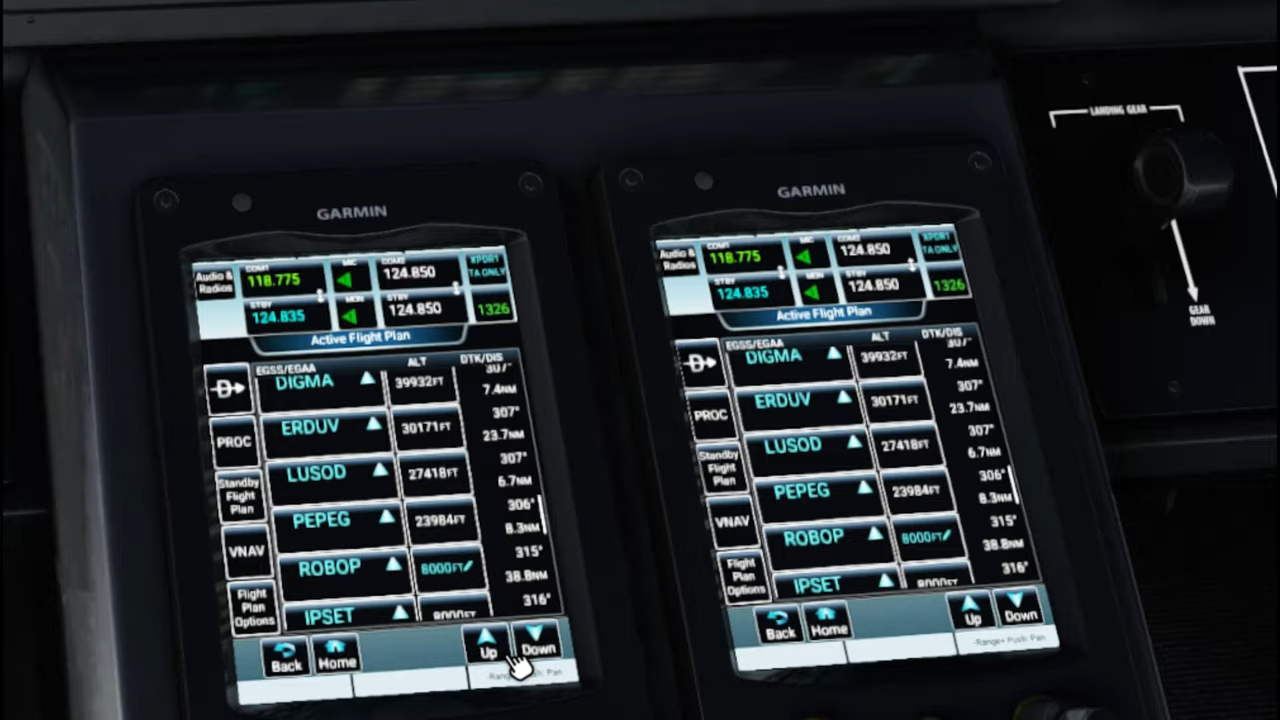 GARMIN
Audio & Radios
COM1
118.775
STBY
124.835
MIC
MON
COM2
124.850
STBY
124.850
XPDR1
TA ONLY
1326
Active Flight Plan
EGSS/EGAA
ALT
DTK/DIS
D
PROC
Standby Flight Plan
VNAV
Flight Plan Options
DIGMA
39932FT
307°
7.4NM
ERDUV
30171FT
307°
23.7NM
LUSOD
27418FT
307°
6.7NM
PEPEG
23984FT
306°
8.3NM
ROBOP
8000FT
315°
38.8NM
IPSET
8000FT
316°
Back
Home
Up
Down
GARMIN
Audio & Radios
COM1
118.775
STBY
124.835
MIC
MON
COM2
124.850
STBY
124.850
XPDR1
TA ONLY
1326
Active Flight Plan
EGSS/EGAA
ALT
DTK/DIS
D
PROC
Standby Flight Plan
VNAV
Flight Plan Options
DIGMA
39932FT
307°
7.4NM
ERDUV
30171FT
307°
23.7NM
LUSOD
27418FT
307°
6.7NM
PEPEG
23984FT
306°
8.3NM
ROBOP
8000FT
315°
38.8NM
IPSET
8000FT
316°
Back
Home
Up
Down
-Range+ Push: Pan
LANDING GEAR
GEAR
DOWN